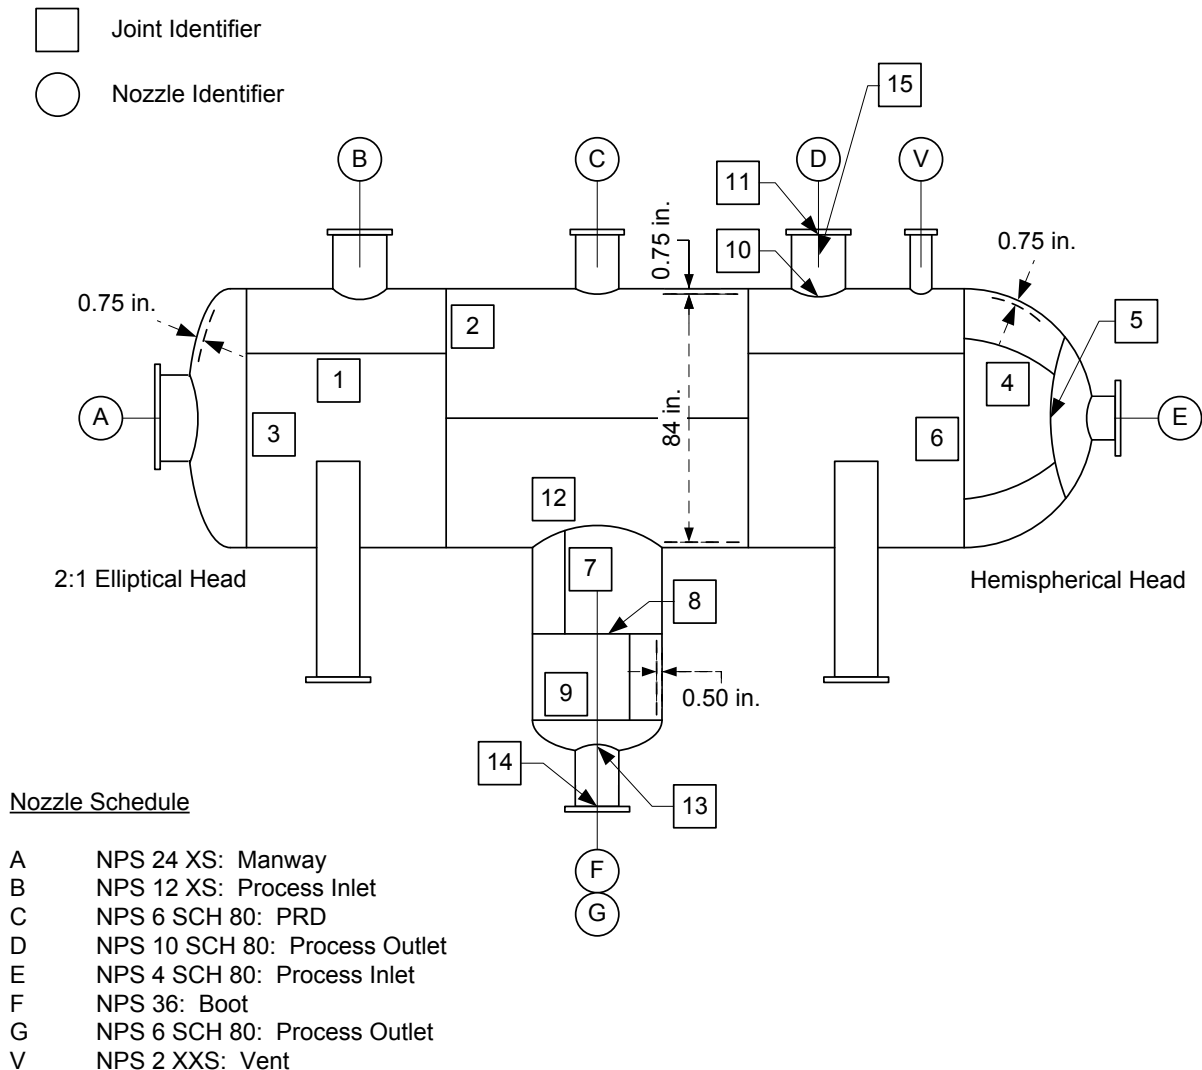 Joint Identifier
Nozzle Identifier
15
B
C
D
V
11
10
0.75 in.
0.75 in.
0.75 in.
2
5
1
4
A
3
84 in.
6
E
12
7
2:1 Elliptical Head
Hemispherical Head
8
9
0.50 in.
14
13
F
G
Nozzle Schedule
A NPS 24 XS: Manway
B NPS 12 XS: Process Inlet
C NPS 6 SCH 80: PRD
D NPS 10 SCH 80: Process Outlet
E NPS 4 SCH 80: Process Inlet
F NPS 36: Boot
G NPS 6 SCH 80: Process Outlet
V NPS 2 XXS: Vent